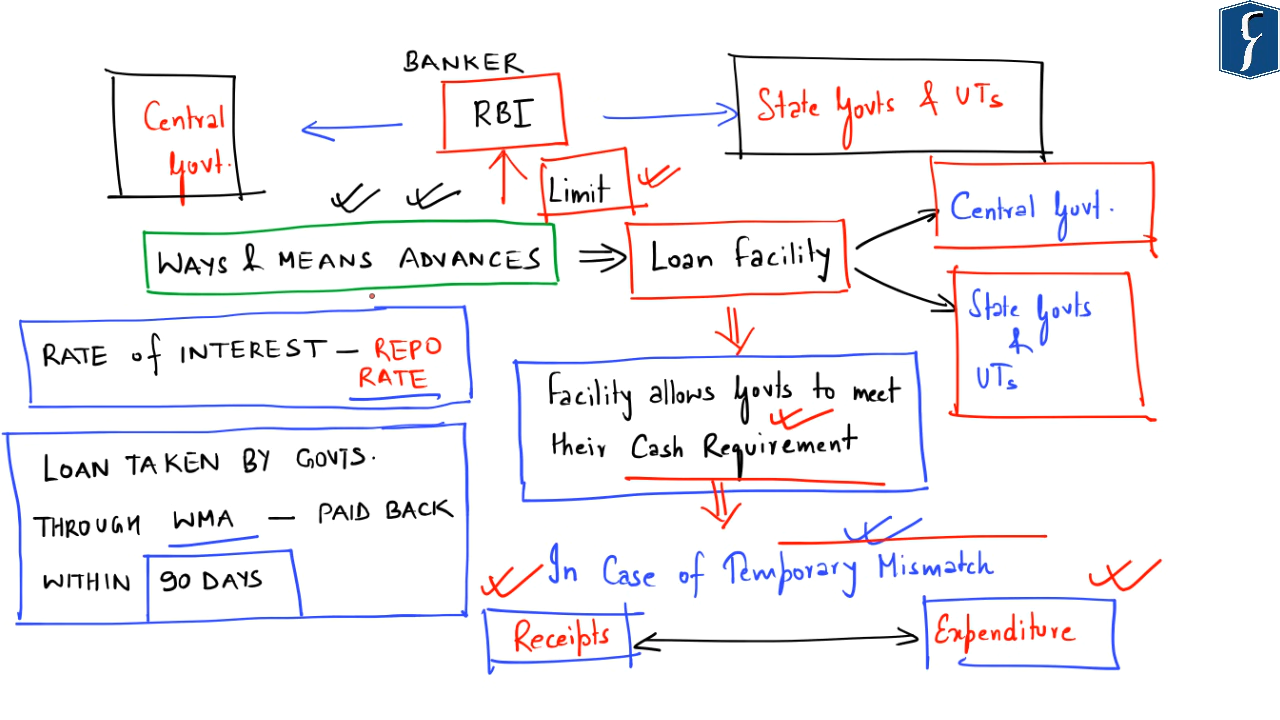 BANKER
RBI
Central
Govt.
State Govts & UTs
Limit
WAYS & MEANS ADVANCES
Loan Facility
Central Govt.
State Govts
&
UTs
RATE of INTEREST – REPO
RATE
Facility allows Govts to meet
their Cash Requirement
LOAN TAKEN BY GOVTS.
THROUGH WMA – PAID BACK
WITHIN 90 DAYS
In Case of Temporary Mismatch
Receipts
Expenditure